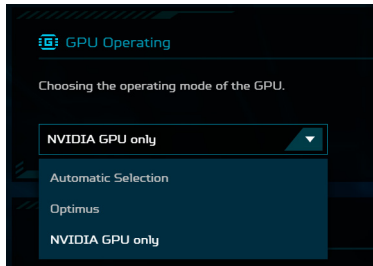 GPU Operating
Choosing the operating mode of the GPU.
NVIDIA GPU only
Automatic Selection
Optimus
NVIDIA GPU only